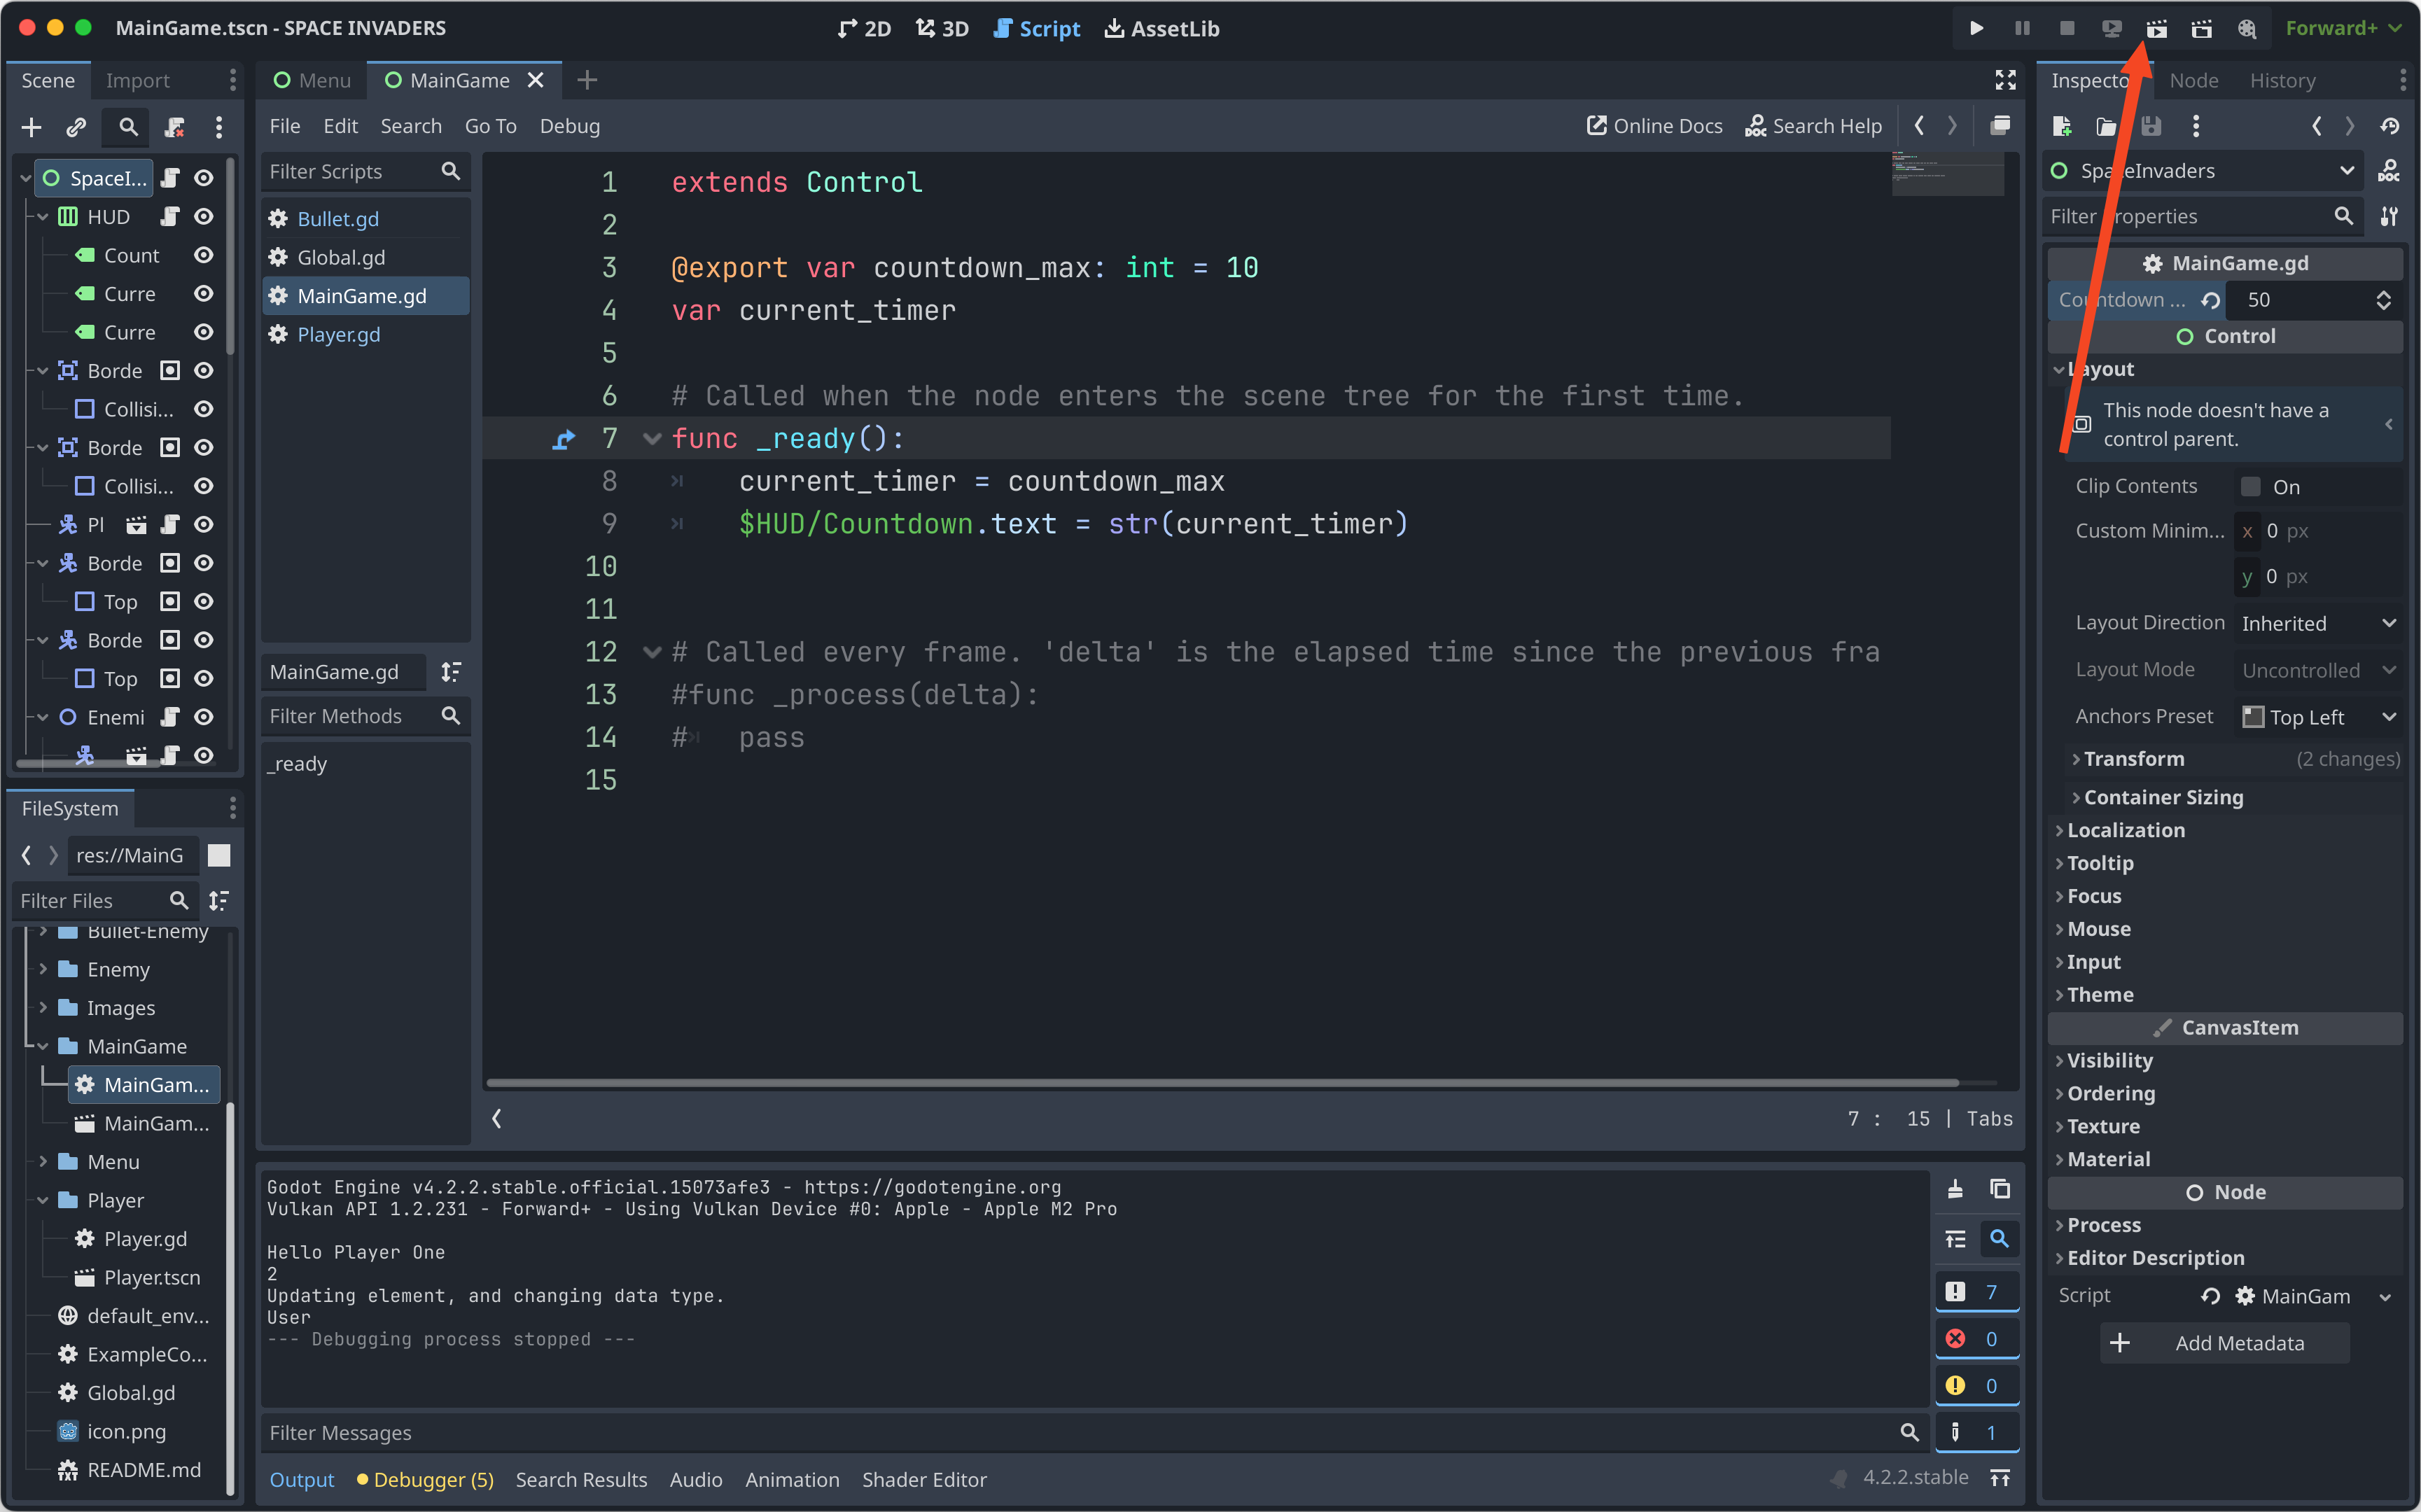 MainGame.tscn - SPACE INVADERS
2D
3D
Script
AssetLib
Forward+
Scene
Import
SpaceI...
HUD
Count
Curre
Curre
Borde
Collisi...
Borde
Collisi...
Pl
Borde
Top
Borde
Top
Enemi
FileSystem
res://MainG
Filter Files
Bullet-Enemy
Enemy
Images
MainGame
MainGam...
MainGam...
Menu
Player
Player.gd
Player.tscn
default_env...
ExampleCo...
Global.gd
icon.png
README.md
Menu
MainGame
File Edit Search Go To Debug
Online Docs
Search Help
Filter Scripts
Bullet.gd
Global.gd
MainGame.gd
Player.gd
MainGame.gd
Filter Methods
_ready
1 extends Control
2
3 @export var countdown_max: int = 10
4 var current_timer
5
6 # Called when the node enters the scene tree for the first time.
7 func _ready():
8 current_timer = countdown_max
9 $HUD/Countdown.text = str(current_timer)
10
11
12 # Called every frame. 'delta' is the elapsed time since the previous fra
13 #func _process(delta):
14 # pass
15
7 : 15 | Tabs
Godot Engine v4.2.2.stable.official.15073afe3 - https://godotengine.org
Vulkan API 1.2.231 - Forward+ - Using Vulkan Device #0: Apple - Apple M2 Pro
Hello Player One
2
Updating element, and changing data type.
User
--- Debugging process stopped ---
7
0
0
1
Filter Messages
Output
Debugger (5)
Search Results
Audio
Animation
Shader Editor
4.2.2.stable
Node
History
DOC
Filter
MainGame.gd
50
Control
Layout
This node doesn't have a
control parent.
Clip Contents
On
Custom Minim...
x 0 px
y 0 px
Layout Direction
Inherited
Layout Mode
Uncontrolled
Anchors Preset
Top Left
Transform
(2 changes)
Container Sizing
Localization
Tooltip
Focus
Mouse
Input
Theme
CanvasItem
Visibility
Ordering
Texture
Material
Node
Process
Editor Description
Script
MainGam
Add Metadata